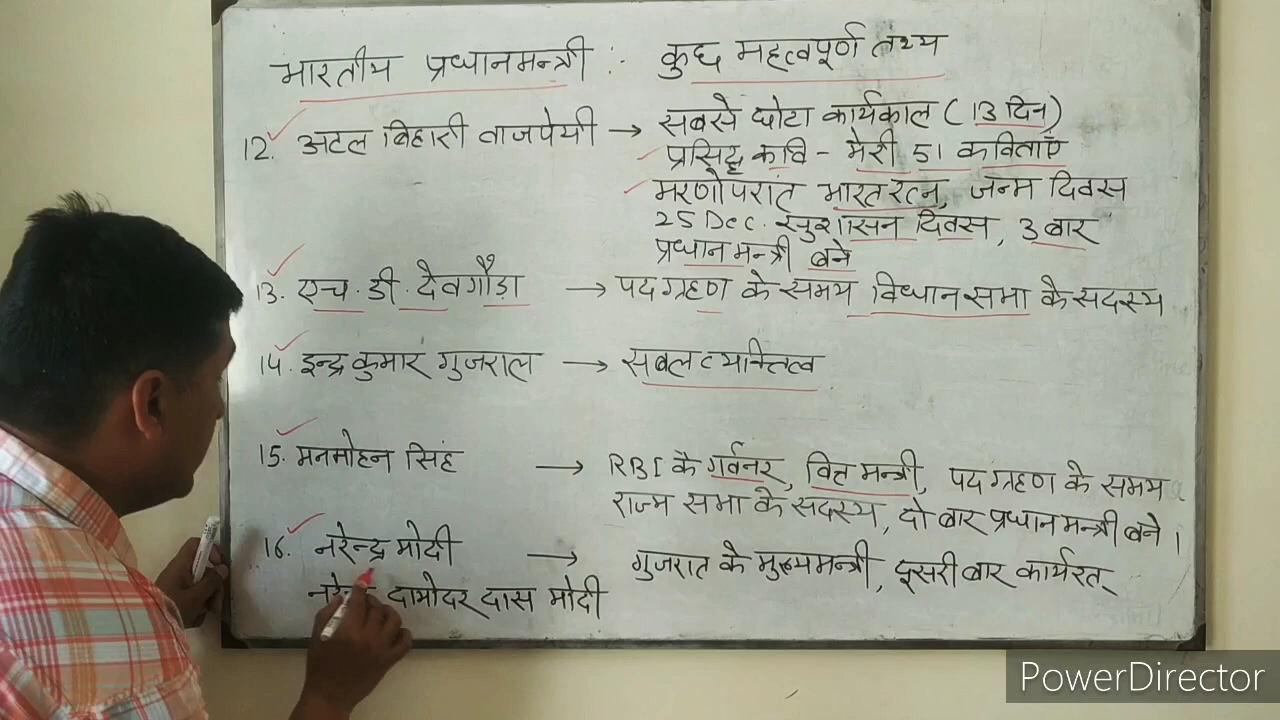 भारतीय प्रधानमन्त्री : कुछ महत्वपूर्ण तथ्य
12. अटल बिहारी वाजपेयी → सबसे छोटा कार्यकाल (13 दिन)
प्रसिद्ध कवि - मेरी 51 कविताएँ
मरणोपरांत भारत रत्न, जन्म दिवस
25 Dec. सुशासन दिवस, 3 बार
प्रधानमन्त्री बने
13. एच. डी. देवगौड़ा → पद ग्रहण के समय विधान सभा के सदस्य
14. इन्द्र कुमार गुजराल → सबल व्यक्तित्व
15. मनमोहन सिंह → RBI के गर्वनर, वित्त मन्त्री, पद ग्रहण के समय
राज्य सभा के सदस्य, दो बार प्रधानमन्त्री बने।
16. नरेन्द्र मोदी → गुजरात के मुख्यमन्त्री, दूसरी बार कार्यरत्
दामोदर दास मोदी
PowerDirector